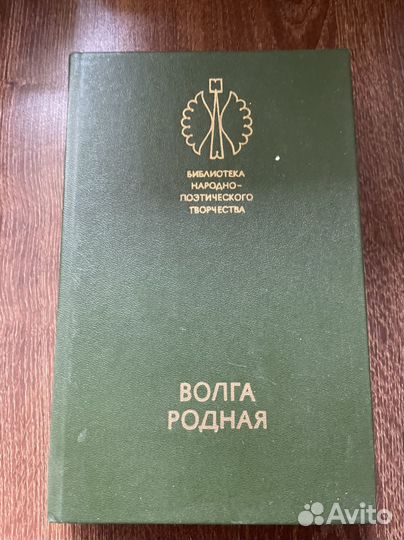 БИБЛИОТЕКА
НАРОДНО-
ПОЭТИЧЕСКОГО
ТВОРЧЕСТВА
ВОЛГА
РОДНАЯ
Avito